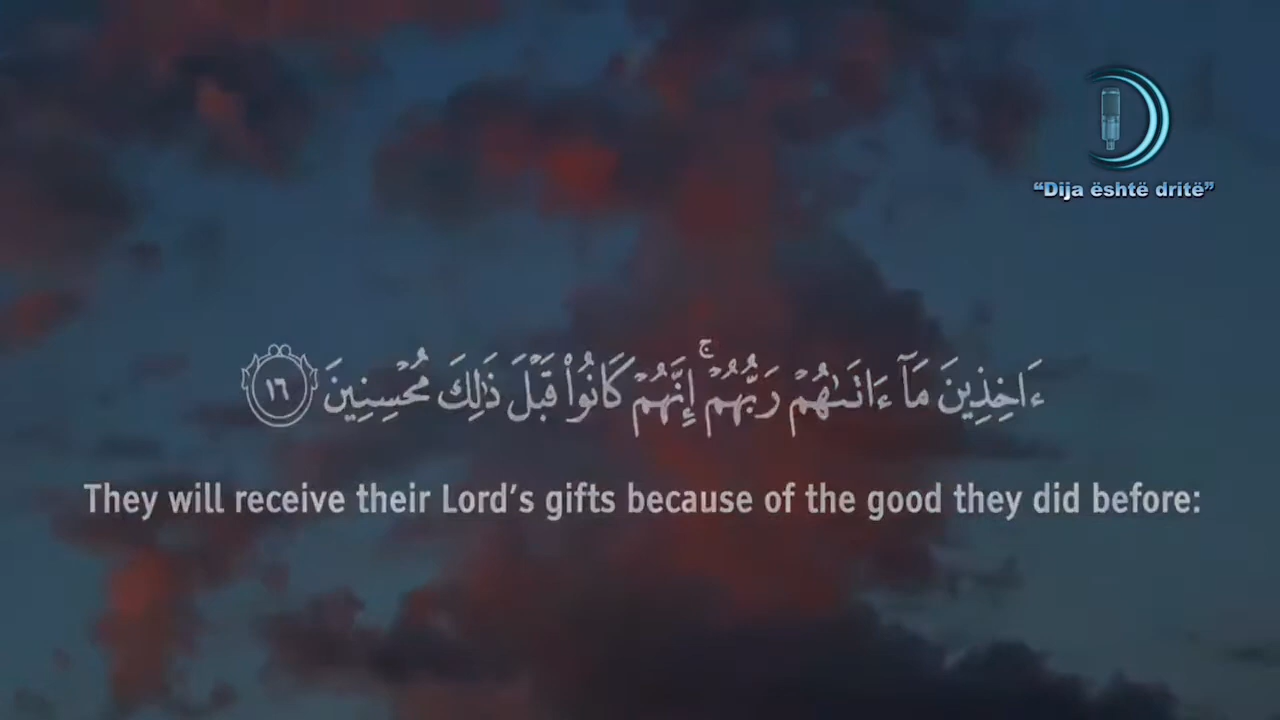 “Dija është dritë”
ءَاخِذِينَ مَآ ءَاتَىٰهُمْ رَبُّهُمْ ۚ إِنَّهُمْ كَانُوا۟ قَبْلَ ذَٰلِكَ مُحْسِنِينَ ١٦
They will receive their Lord’s gifts because of the good they did before: